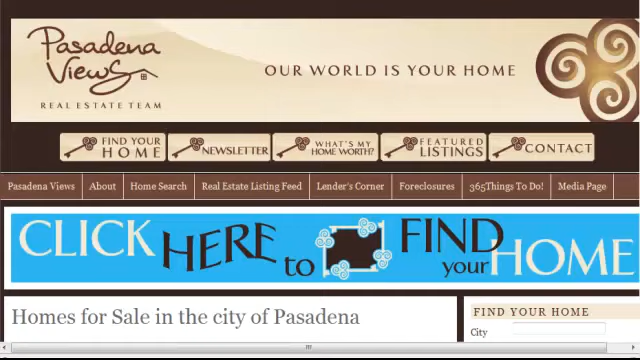 Pasadena
Views
REAL ESTATE TEAM
OUR WORLD IS YOUR HOME
FIND YOUR HOME
NEWSLETTER
WHAT'S MY HOME WORTH?
FEATURED LISTINGS
CONTACT
Pasadena Views About Home Search Real Estate Listing Feed Lender's Corner Foreclosures 365Things To Do! Media Page
CLICK HERE to FIND your HOME
Homes for Sale in the city of Pasadena
FIND YOUR HOME
City